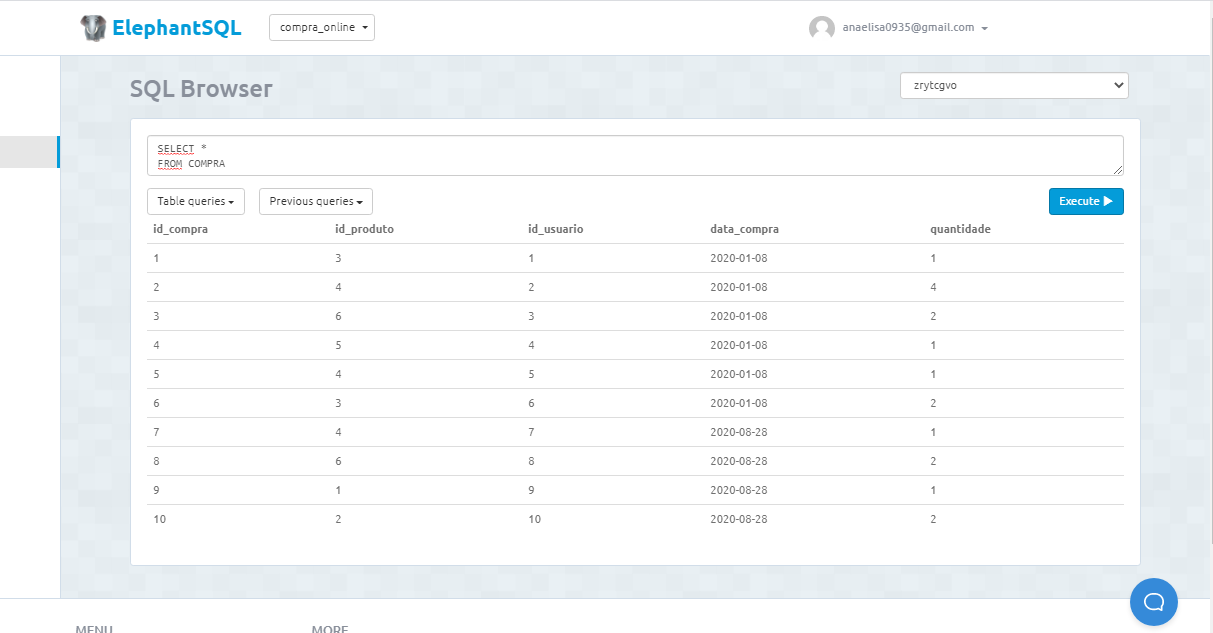 ElephantSQL compra_online anaelisa0935@gmail.com
SQL Browser zrytcgvo
SELECT *
FROM COMPRA
Table queries Previous queries Execute
id_compra id_produto id_usuario data_compra quantidade
1 3 1 2020-01-08 1
2 4 2 2020-01-08 4
3 6 3 2020-01-08 2
4 5 4 2020-01-08 1
5 4 5 2020-01-08 1
6 3 6 2020-01-08 2
7 4 7 2020-08-28 1
8 6 8 2020-08-28 2
9 1 9 2020-08-28 1
10 2 10 2020-08-28 2
MENU MORE